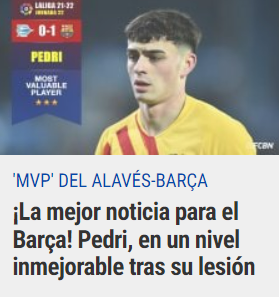 LALIGA 21-22
JORNADA 22
0-1
PEDRI
MOST
VALUABLE
PLAYER
FCBN
'MVP' DEL ALAVÉS-BARÇA
¡La mejor noticia para el
Barça! Pedri, en un nivel
inmejorable tras su lesión